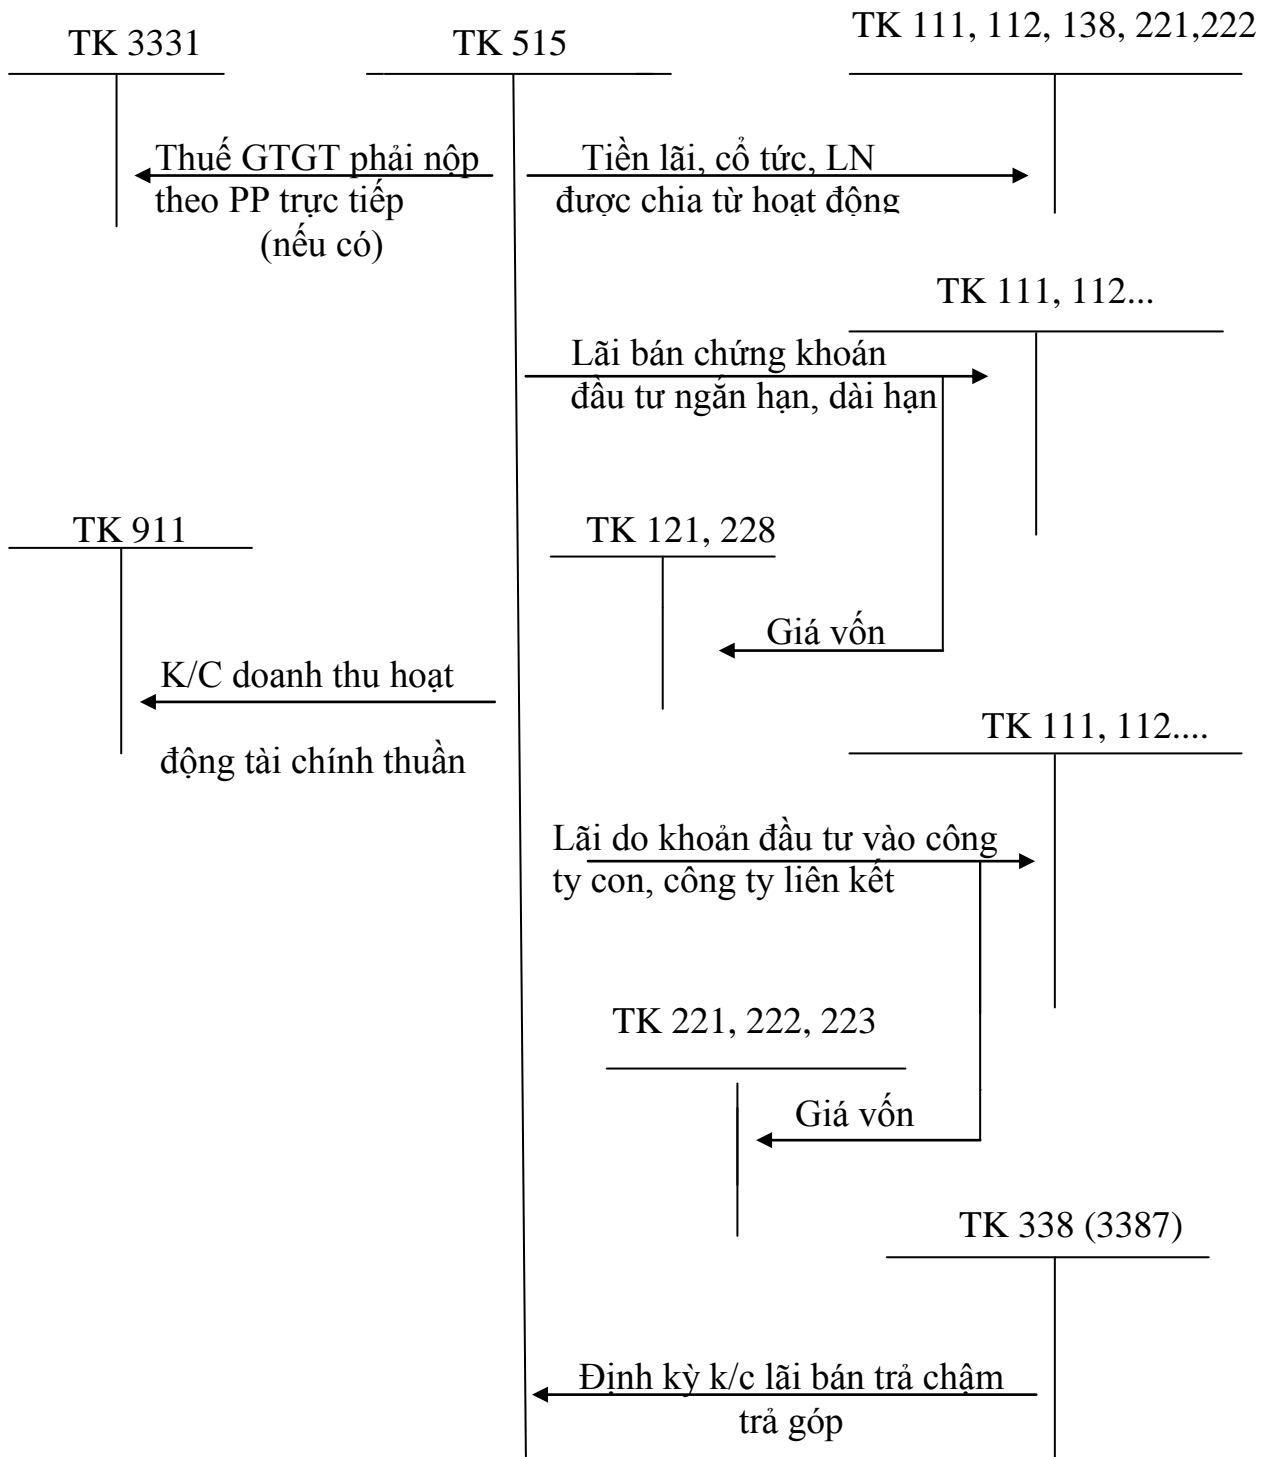 TK 3331
TK 515
TK 111, 112, 138, 221,222
Thuế GTGT phải nộp
theo PP trực tiếp
(nếu có)
Tiền lãi, cổ tức, LN
được chia từ hoạt động
TK 111, 112...
Lãi bán chứng khoán
đầu tư ngắn hạn, dài hạn
TK 911
TK 121, 228
Giá vốn
K/C doanh thu hoạt
động tài chính thuần
TK 111, 112....
Lãi do khoản đầu tư vào công
ty con, công ty liên kết
TK 221, 222, 223
Giá vốn
TK 338 (3387)
Định kỳ k/c lãi bán trả chậm
trả góp